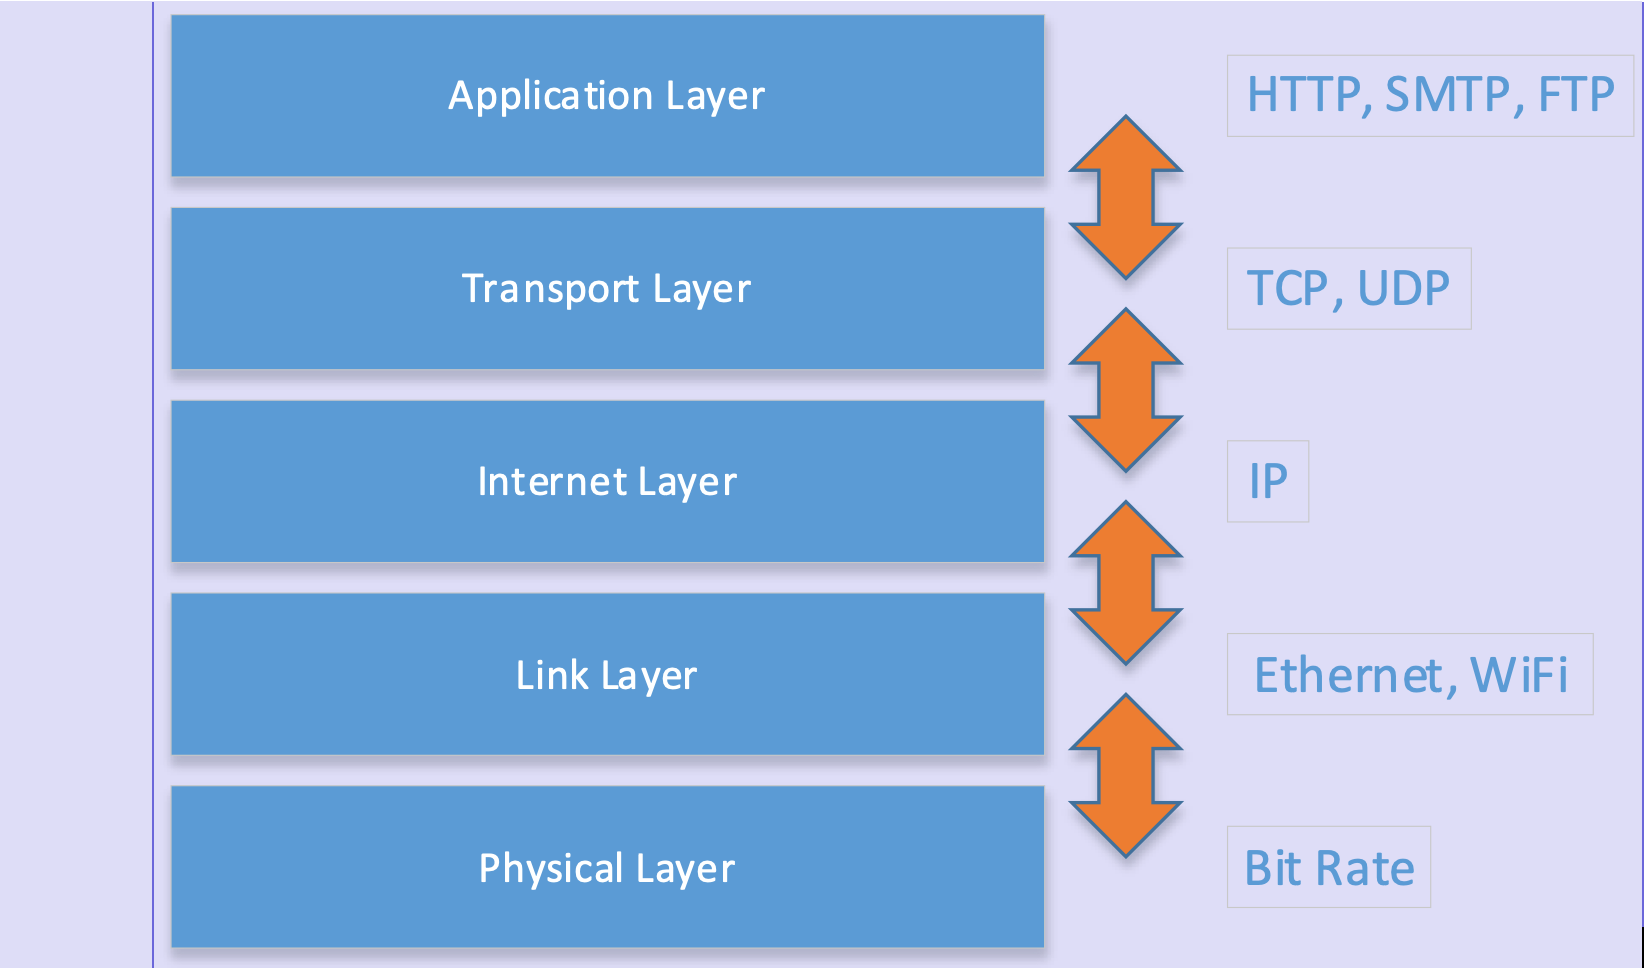 Application Layer
HTTP, SMTP, FTP
Transport Layer
TCP, UDP
Internet Layer
IP
Link Layer
Ethernet, WiFi
Physical Layer
Bit Rate